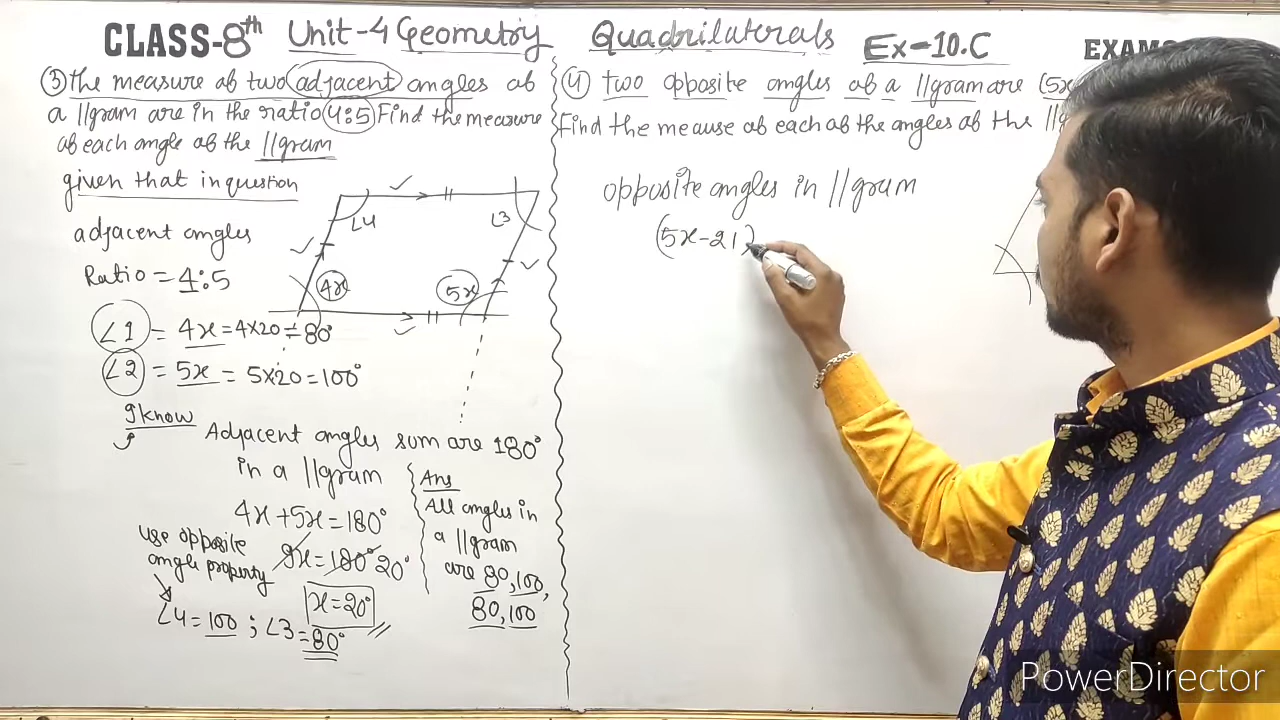 CLASS-8th Unit-4 Geometry Quadrilaterals Ex-10.C EXAM
③ The measure of two adjacent angles of
a //gram are in the ratio 4:5 Find the measure
of each angle of the //gram
given that in question
adjacent angles
Ratio = 4:5
∠1 = 4x = 4×20 = 80°
∠2 = 5x = 5×20 = 100°
∠4
∠3
4x
5x
I know
Adjacent angles sum are 180°
in a //gram
4x + 5x = 180°
9x = 180° 20°
x = 20°
use opposite
angle property
∠4 = 100 ; ∠3 = 80°
Ans
All angles in
a //gram
are 80, 100,
80, 100
④ Two opposite angles of a //gram are (5x
Find the meause of each of the angles of the //g
opposite angles in //gram
(5x-21)
PowerDirector